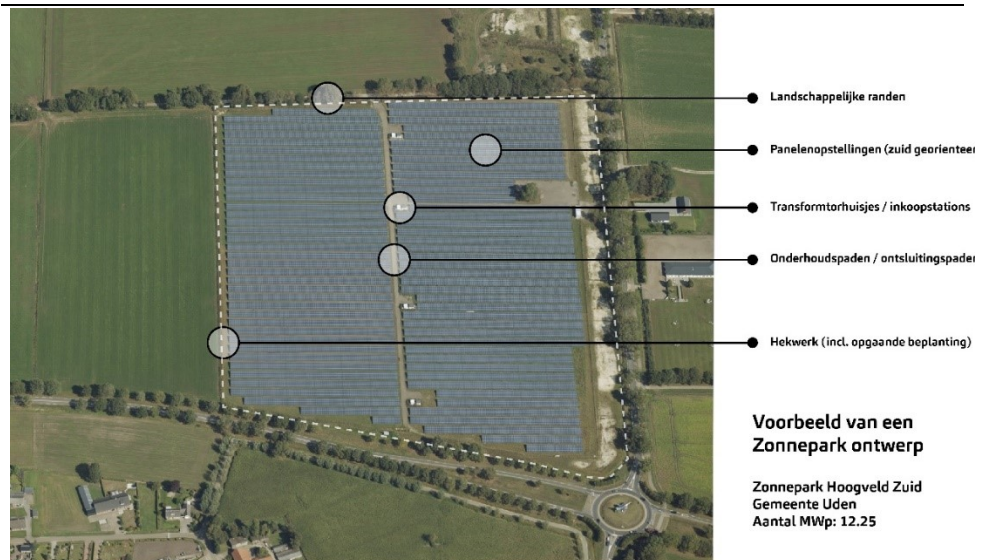 Landschappelijke randen
Panelenopstellingen (zuid georienteer
Transformtorhuisjes / inkoopstations
Onderhoudspaden / ontsluitingspaden
Hekwerk (incl. opgaande beplanting)
Voorbeeld van een
Zonnepark ontwerp
Zonnepark Hoogveld Zuid
Gemeente Uden
Aantal MWp: 12.25